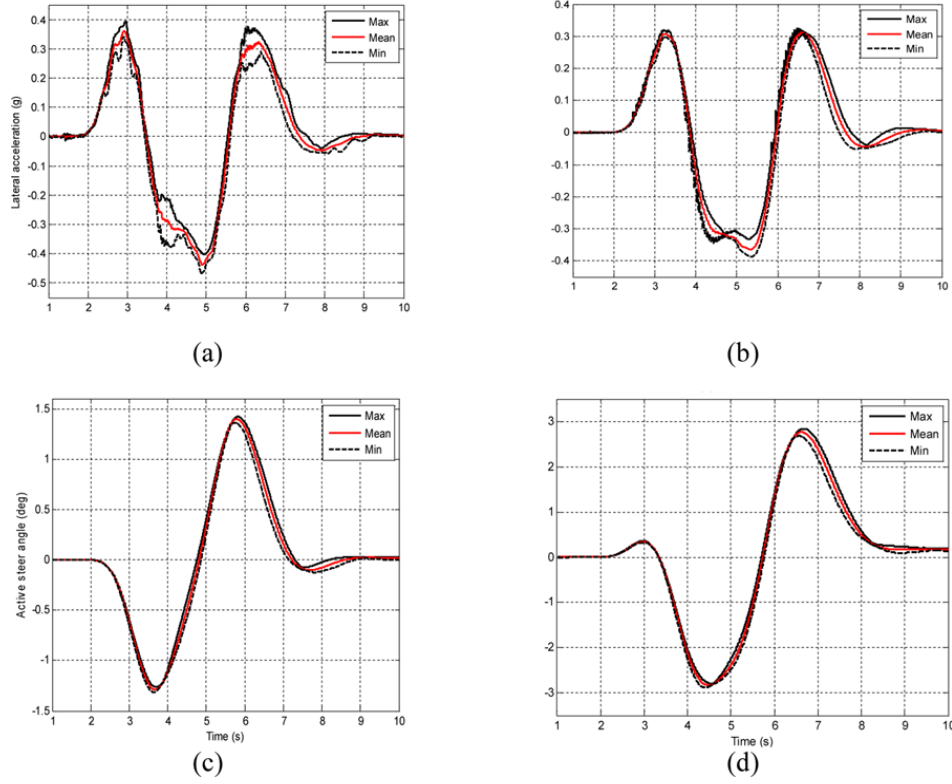 0.4
0.3
0.2
0.1
0
-0.1
-0.2
-0.3
-0.4
-0.5
Lateral acceleration (g)
Max
Mean
Min
1 2 3 4 5 6 7 8 9 10
(a)
0.4
0.3
0.2
0.1
0
-0.1
-0.2
-0.3
-0.4
Max
Mean
Min
1 2 3 4 5 6 7 8 9 10
(b)
1.5
1
0.5
0
-0.5
-1
-1.5
Active steer angle (deg)
Max
Mean
Min
1 2 3 4 5 6 7 8 9 10
Time (s)
(c)
3
2
1
0
-1
-2
-3
Max
Mean
Min
1 2 3 4 5 6 7 8 9 10
Time (s)
(d)